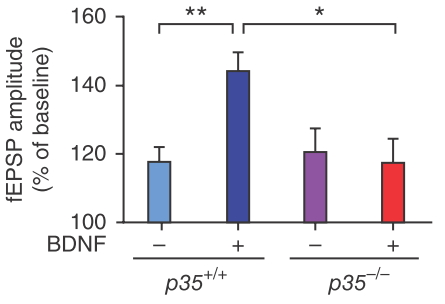 fEPSP amplitude
(% of baseline)
160
140
120
100
** *
BDNF – + – +
p35+/+ p35–/–